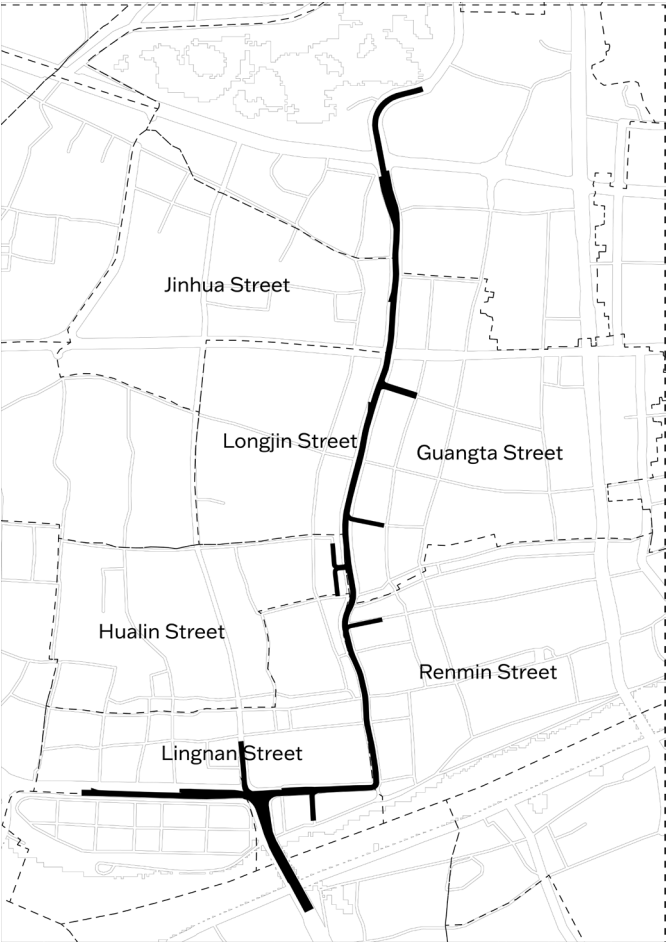 Jinhua Street
Longjin Street
Guangta Street
Hualin Street
Renmin Street
Lingnan Street